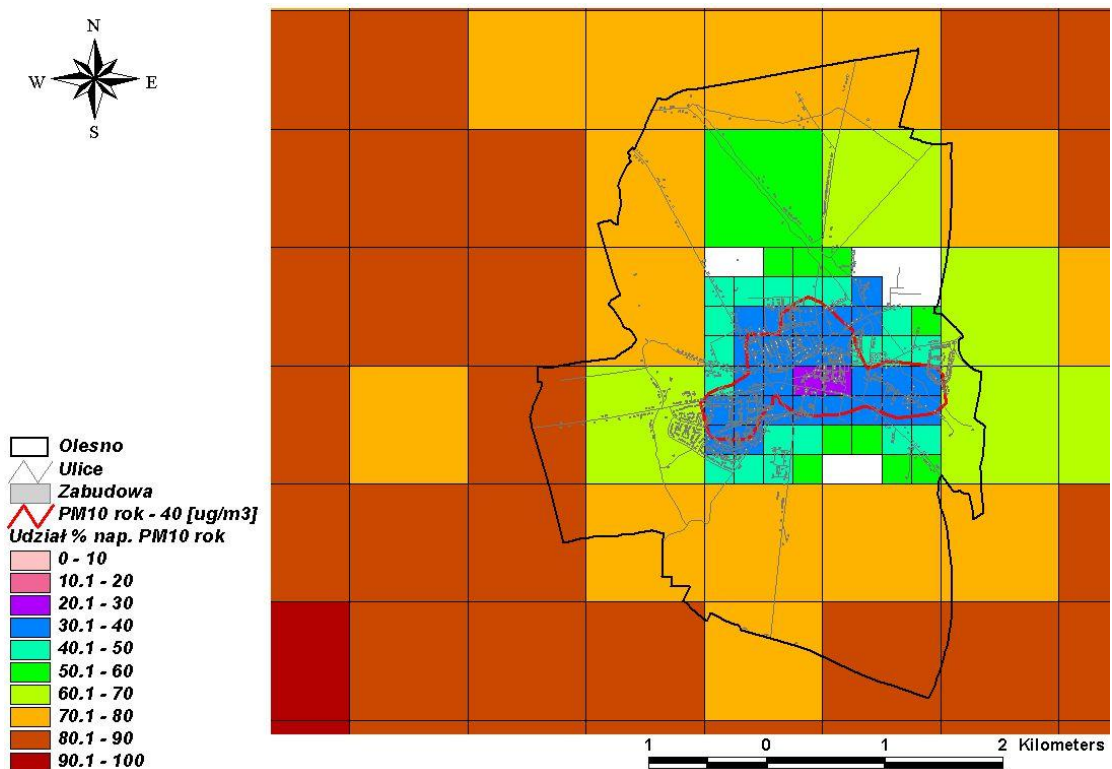 N
W E
S
Olesno
Ulice
Zabudowa
PM10 rok - 40 [ug/m3]
Udział % nap. PM10 rok
0 - 10
10.1 - 20
20.1 - 30
30.1 - 40
40.1 - 50
50.1 - 60
60.1 - 70
70.1 - 80
80.1 - 90
90.1 - 100
1 0 1 2 Kilometers